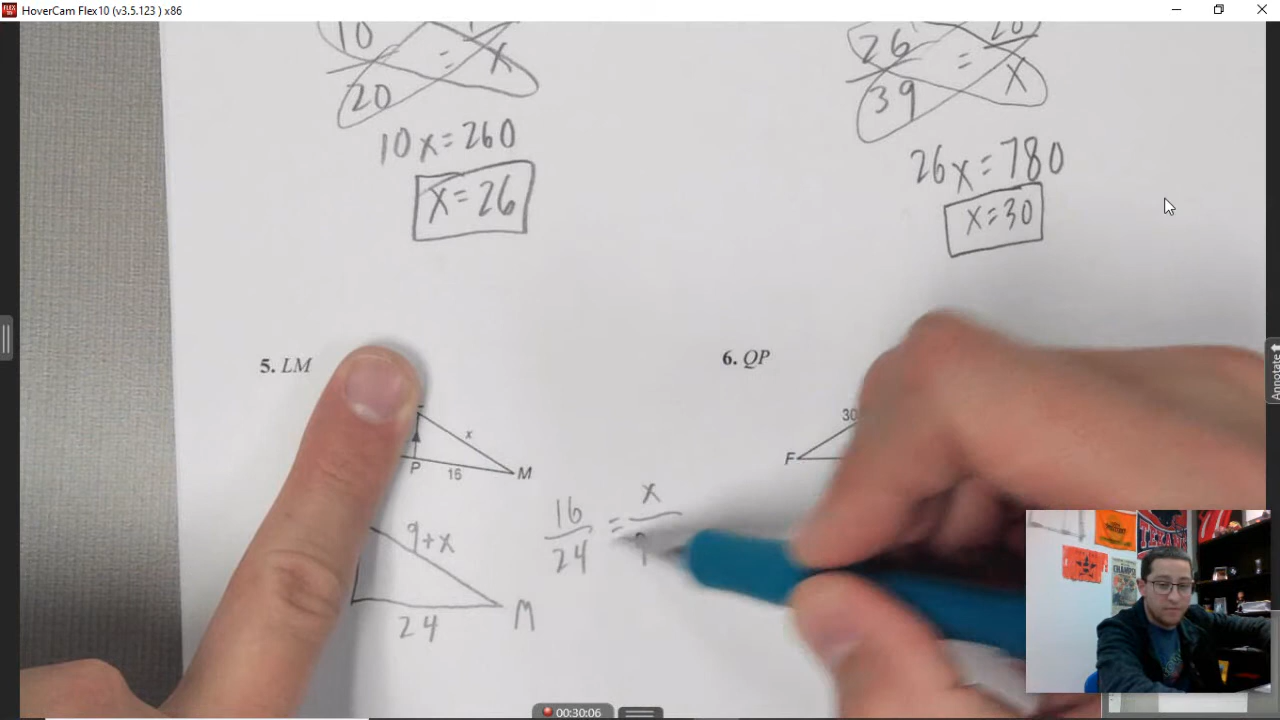 HoverCam Flex10 (v3.5.123) x86
10
20
=
x
10x=260
x=26
26
39
=
20
x
26x=780
x=30
5. LM
x
P
16
M
9+x
24
M
16
24
=
x
6. QP
30
F
TEXANS
Annotate
00:30:06